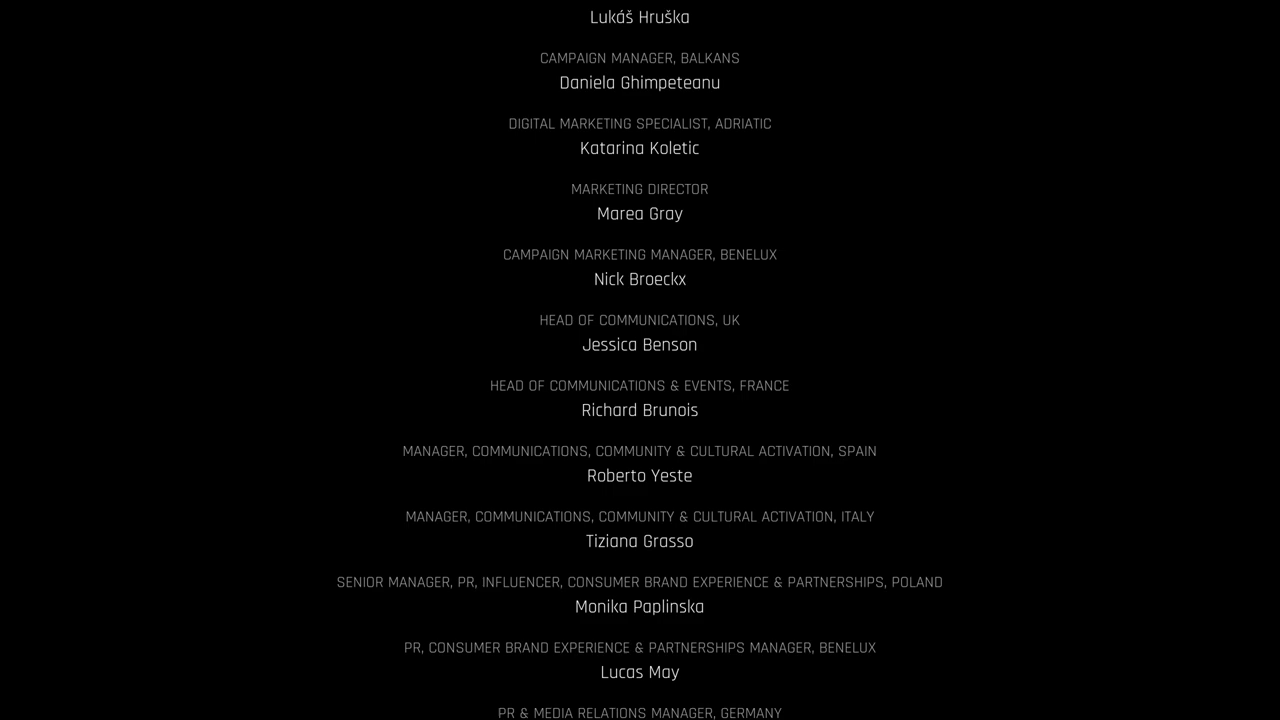 Lukáš Hruška
CAMPAIGN MANAGER, BALKANS
Daniela Ghimpeteanu
DIGITAL MARKETING SPECIALIST, ADRIATIC
Katarina Koletic
MARKETING DIRECTOR
Marea Gray
CAMPAIGN MARKETING MANAGER, BENELUX
Nick Broeckx
HEAD OF COMMUNICATIONS, UK
Jessica Benson
HEAD OF COMMUNICATIONS & EVENTS, FRANCE
Richard Brunois
MANAGER, COMMUNICATIONS, COMMUNITY & CULTURAL ACTIVATION, SPAIN
Roberto Yeste
MANAGER, COMMUNICATIONS, COMMUNITY & CULTURAL ACTIVATION, ITALY
Tiziana Grasso
SENIOR MANAGER, PR, INFLUENCER, CONSUMER BRAND EXPERIENCE & PARTNERSHIPS, POLAND
Monika Paplinska
PR, CONSUMER BRAND EXPERIENCE & PARTNERSHIPS MANAGER, BENELUX
Lucas May
PR & MEDIA RELATIONS MANAGER, GERMANY